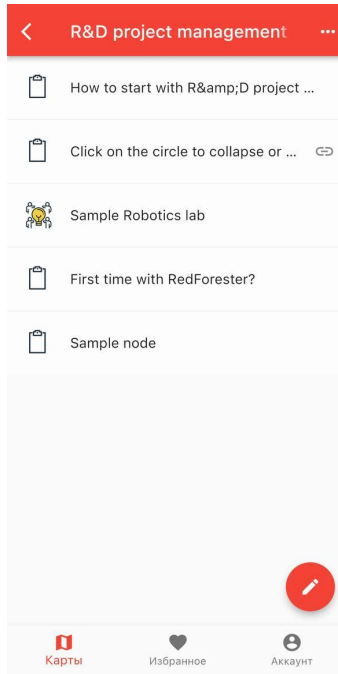 R&D project management
How to start with R&amp;D project ...
Click on the circle to collapse or ...
Sample Robotics lab
First time with RedForester?
Sample node
Карты
Избранное
Аккаунт